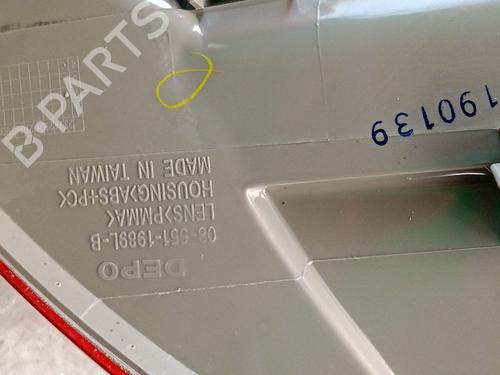 DEPO
08-551-1989L-B
LENS>PMMA<
HOUSING>ABS+PC<
MADE IN TAIWAN
190139
B-PARTS